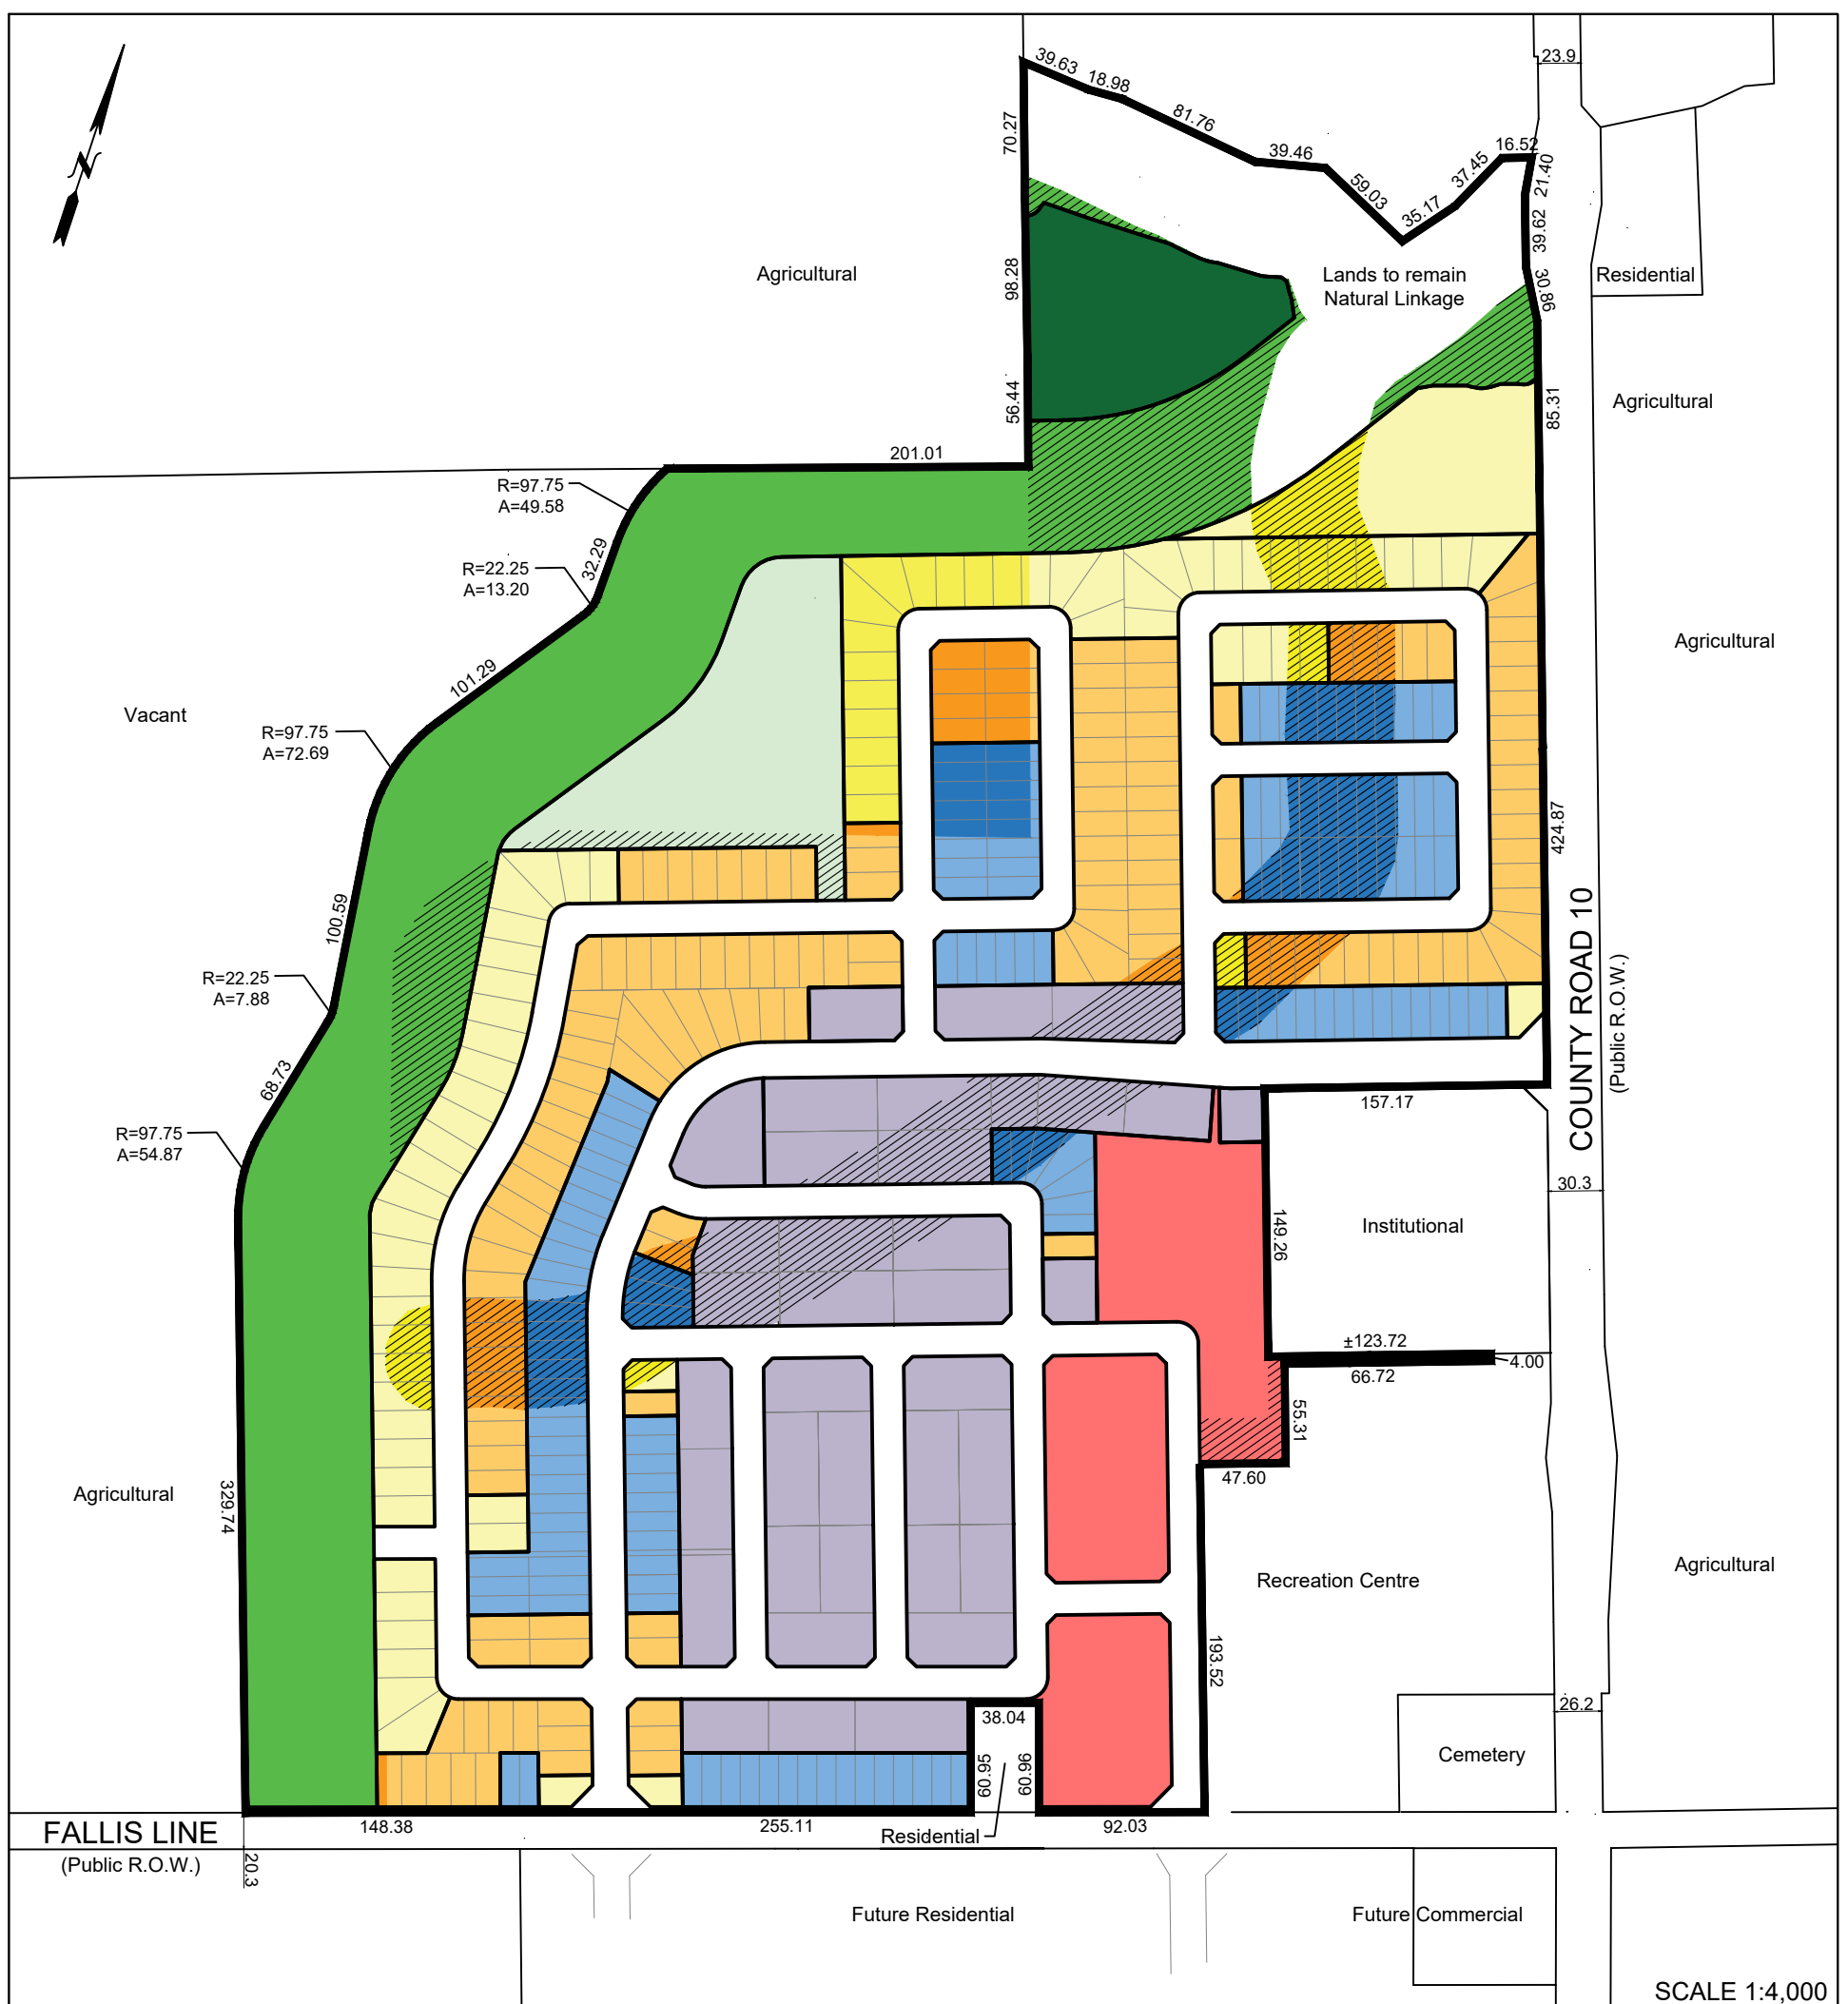 39.63
18.98
81.76
39.46
59.03
35.17
37.45
16.52
23.9
21.40
39.62
30.86
70.27
98.28
56.44
N
Agricultural
Lands to remain
Natural Linkage
Residential
Agricultural
85.31
201.01
R=97.75
A=49.58
32.29
R=22.25
A=13.20
101.29
Vacant
R=97.75
A=72.69
Agricultural
424.87
100.59
R=22.25
A=7.88
68.73
R=97.75
A=54.87
COUNTY ROAD 10
(Public R.O.W.)
157.17
30.3
149.26
Institutional
±123.72
66.72
4.00
55.31
47.60
Agricultural
329.74
Recreation Centre
Agricultural
193.52
26.2
38.04
60.95
60.96
Cemetery
FALLIS LINE
(Public R.O.W.)
20.3
148.38
255.11
Residential
92.03
Future Residential
Future Commercial
SCALE 1:4,000